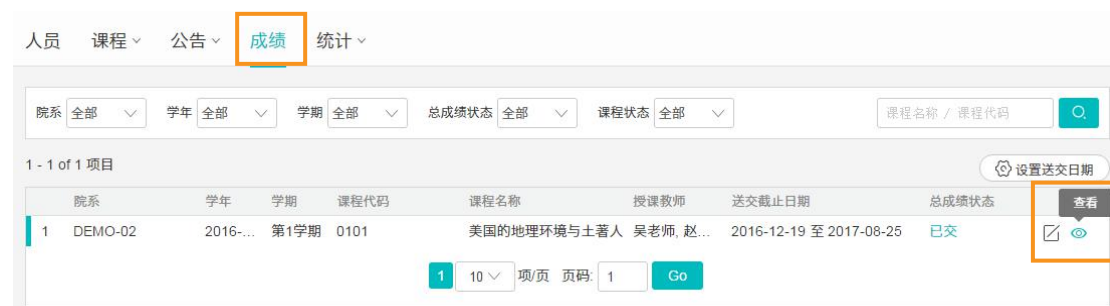 人员 课程 公告 成绩 统计
院系 全部 学年 全部 学期 全部 总成绩状态 全部 课程状态 全部 课程名称 / 课程代码
1 - 1 of 1 项目 设置送交日期
院系 学年 学期 课程代码 课程名称 授课教师 送交截止日期 总成绩状态 查看
1 DEMO-02 2016-... 第1学期 0101 美国的地理环境与土著人 吴老师, 赵... 2016-12-19 至 2017-08-25 已交
1 10 项/页 页码: 1 Go